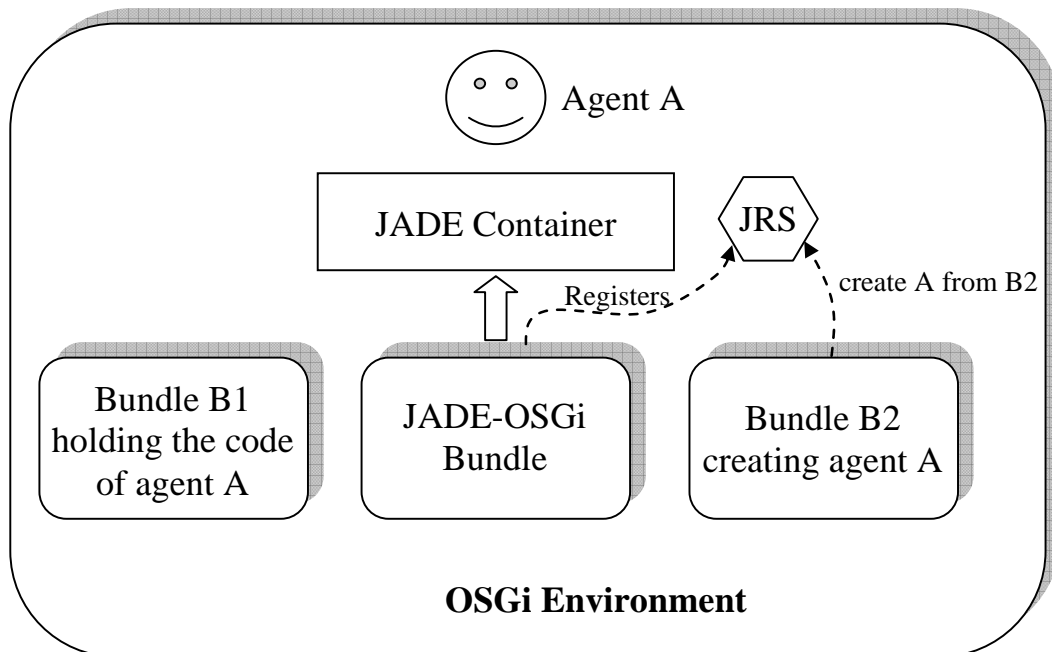 Agent A
JADE Container
JRS
Registers
create A from B2
Bundle B1
holding the code
of agent A
JADE-OSGi
Bundle
Bundle B2
creating agent A
OSGi Environment